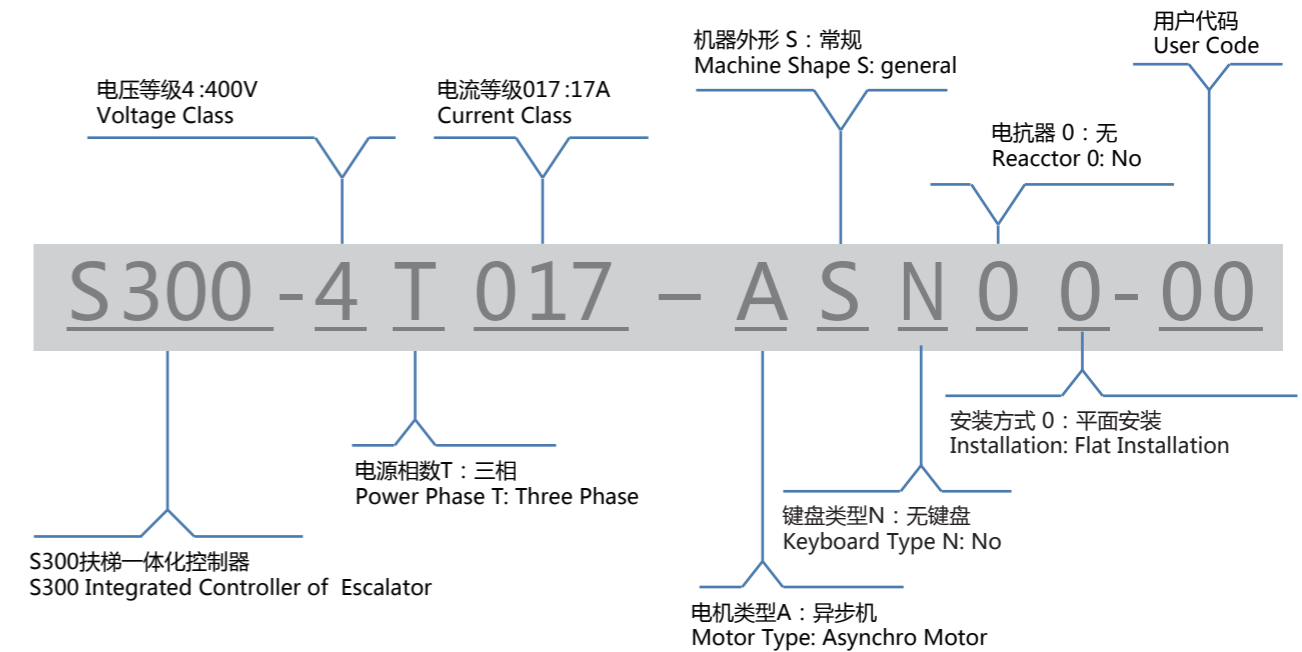 用户代码
User Code
机器外形 S：常规
Machine Shape S: general
电压等级4:400V
Voltage Class
电流等级017:17A
Current Class
电抗器 0：无
Reacctor 0: No
S300-4T017-ASN00-00
安装方式 0：平面安装
Installation: Flat Installation
电源相数T：三相
Power Phase T: Three Phase
键盘类型N：无键盘
Keyboard Type N: No
S300扶梯一体化控制器
S300 Integrated Controller of Escalator
电机类型A：异步机
Motor Type: Asynchro Motor